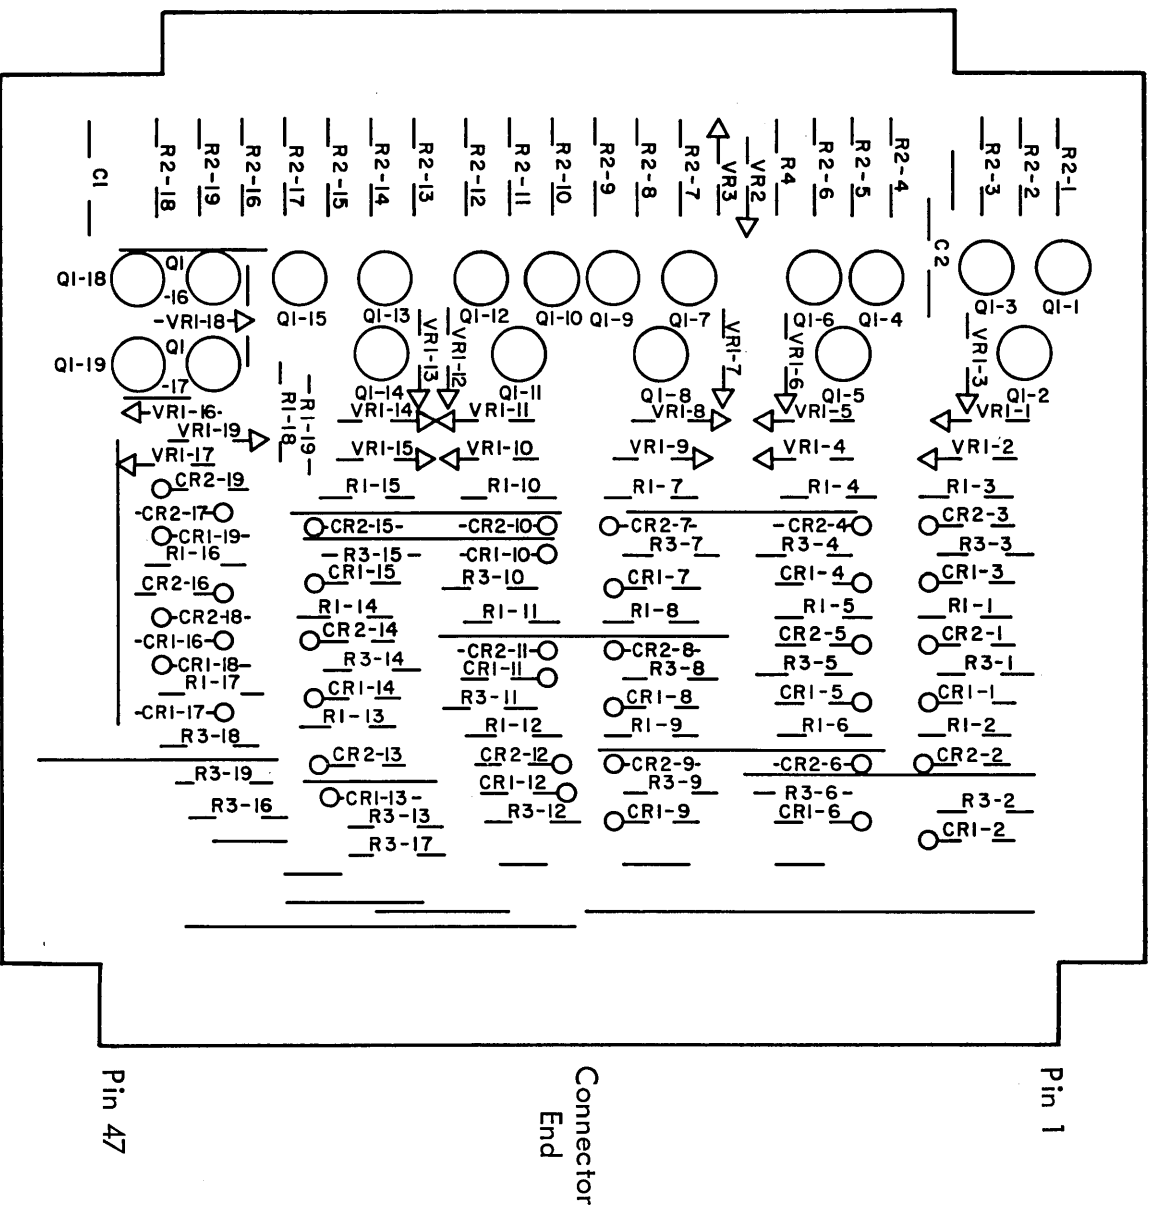 C1
R2-18
R2-19
R2-16
R2-17
R2-15
R2-14
R2-13
R2-12
R2-11
R2-10
R2-9
R2-8
R2-7
VR3
VR2
R4
R2-6
R2-5
R2-4
C2
R2-3
R2-2
R2-1
Q1-18
Q1
-16
Q1-15
Q1-13
Q1-12
Q1-10
Q1-9
Q1-7
Q1-6
Q1-4
Q1-3
Q1-1
-VR1-18-
Q1-19
Q1
-17
R1-18
R1-19
Q1-14
VR1-13
VR1-12
Q1-11
Q1-8
VR1-7
VR1-6
Q1-5
VR1-3
Q1-2
VR1-16-
VR1-14
VR1-11
VR1-8
VR1-5
VR1-1
VR1-19
VR1-17
VR1-15
VR1-10
VR1-9
VR1-4
VR1-2
CR2-19
R1-15
R1-10
R1-7
R1-4
R1-3
-CR2-17-
CR2-15-
-CR2-10-
CR2-7-
-CR2-4-
CR2-3
-CR1-19-
R1-16
R3-15
-CR1-10-
R3-7
R3-4
R3-3
CR2-16
CR1-15
R3-10
CR1-7
CR1-4
CR1-3
-CR2-18-
R1-14
R1-11
R1-8
R1-5
R1-1
-CR1-16-
CR2-14
-CR2-11-
CR2-8-
CR2-5
CR2-1
-CR1-18-
R3-14
CR1-11
R3-8
R3-5
R3-1
R1-17
CR1-14
R3-11
CR1-8
CR1-5
CR1-1
-CR1-17-
R1-13
R1-12
R1-9
R1-6
R1-2
R3-18
CR2-13
CR2-12
CR2-9-
-CR2-6-
CR2-2
R3-19
CR1-12
R3-9
R3-6
R3-16
CR1-13-
R3-13
R3-12
CR1-9
CR1-6
R3-2
R3-17
CR1-2
Pin 47
Connector
End
Pin 1